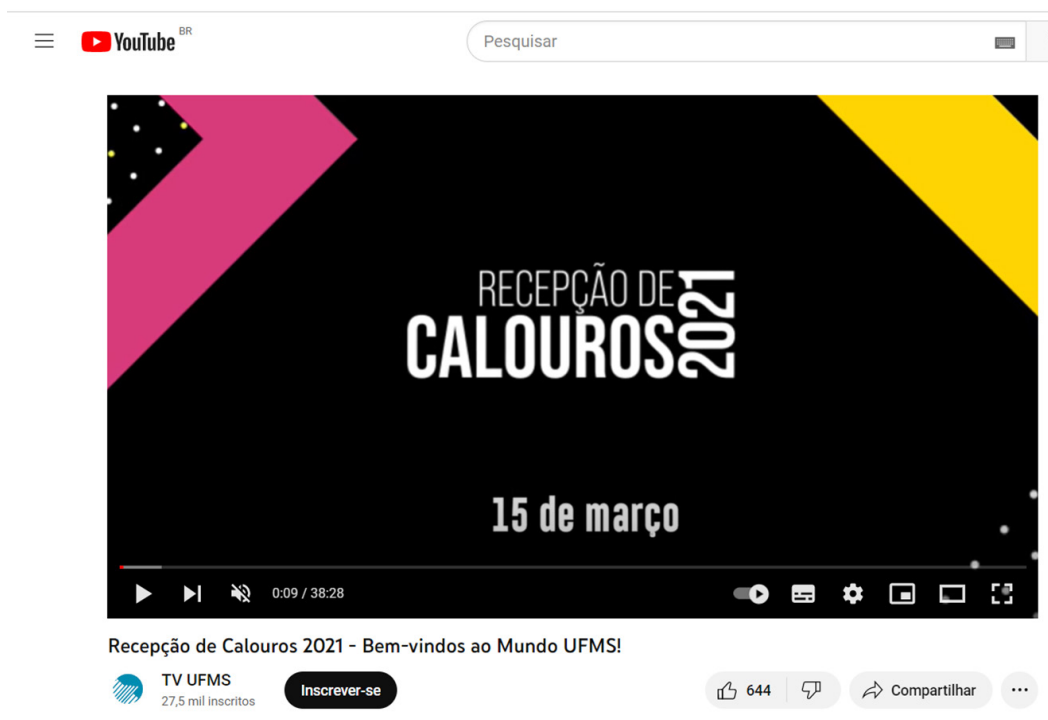 YouTube BR
Pesquisar
RECEPÇÃO DE
CALOUROS 2021
15 de março
0:09 / 38:28
Recepção de Calouros 2021 - Bem-vindos ao Mundo UFMS!
TV UFMS
27,5 mil inscritos
Inscrever-se
644
Compartilhar